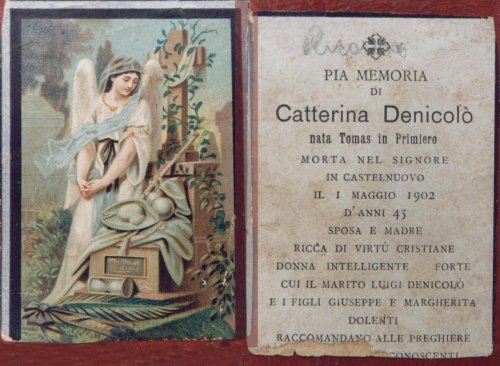 PIA MEMORIA
DI
Catterina Denicolò
nata Tomas in Primiero
MORTA NEL SIGNORE
IN CASTELNUOVO
IL 1 MAGGIO 1902
D'ANNI 45
SPOSA E MADRE
RICCA DI VIRTÙ CRISTIANE
DONNA INTELLIGENTE FORTE
CUI IL MARITO LUIGI DENICOLÒ
E I FIGLI GIUSEPPE E MARGHERITA
DOLENTI
RACCOMANDANO ALLE PREGHIERE
CONOSCENTI